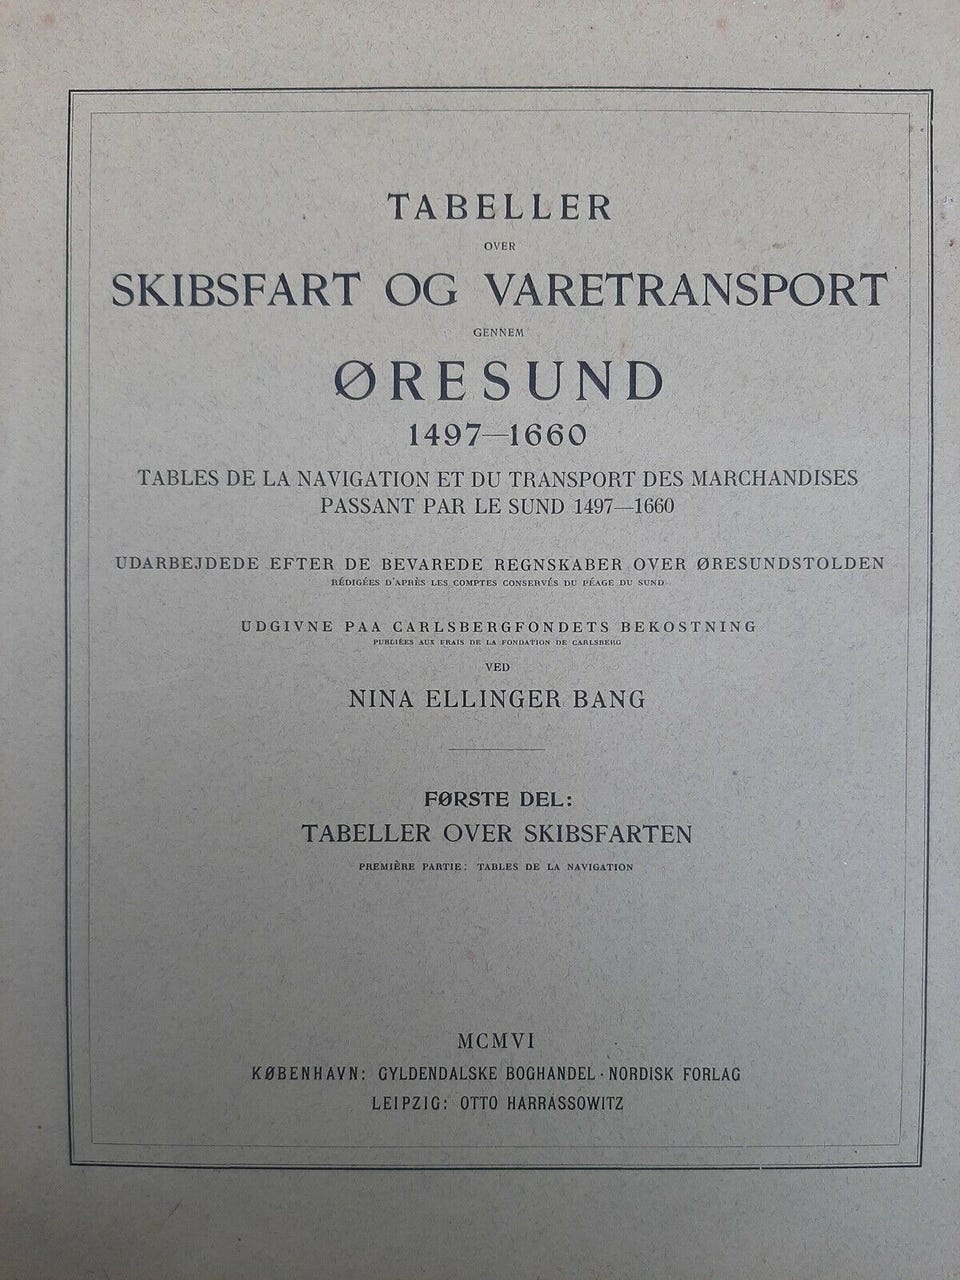 TABELLER
OVER
SKIBSFART OG VARETRANSPORT
GENNEM
ØRESUND
1497—1660
TABLES DE LA NAVIGATION ET DU TRANSPORT DES MARCHANDISES
PASSANT PAR LE SUND 1497—1660
UDARBEJDEDE EFTER DE BEVAREDE REGNSKABER OVER ØRESUNDSTOLDEN
RÉDIGÉES D'APRÈS LES COMPTES CONSERVÉS DU PÉAGE DU SUND
UDGIVNE PAA CARLSBERGFONDETS BEKOSTNING
PUBLIÉES AUX FRAIS DE LA FONDATION DE CARLSBERG
VED
NINA ELLINGER BANG
FØRSTE DEL:
TABELLER OVER SKIBSFARTEN
PREMIÈRE PARTIE: TABLES DE LA NAVIGATION
MCMVI
KØBENHAVN: GYLDENDALSKE BOGHANDEL · NORDISK FORLAG
LEIPZIG: OTTO HARRASSOWITZ